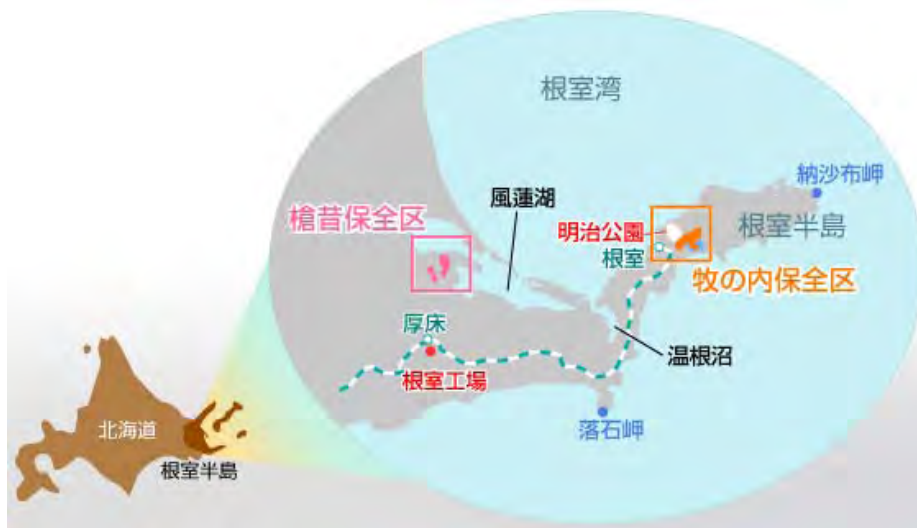 根室湾
納沙布岬
風蓮湖
槍昔保全区
明治公園
根室半島
根室
牧の内保全区
厚床
温根沼
根室工場
落石岬
北海道
根室半島